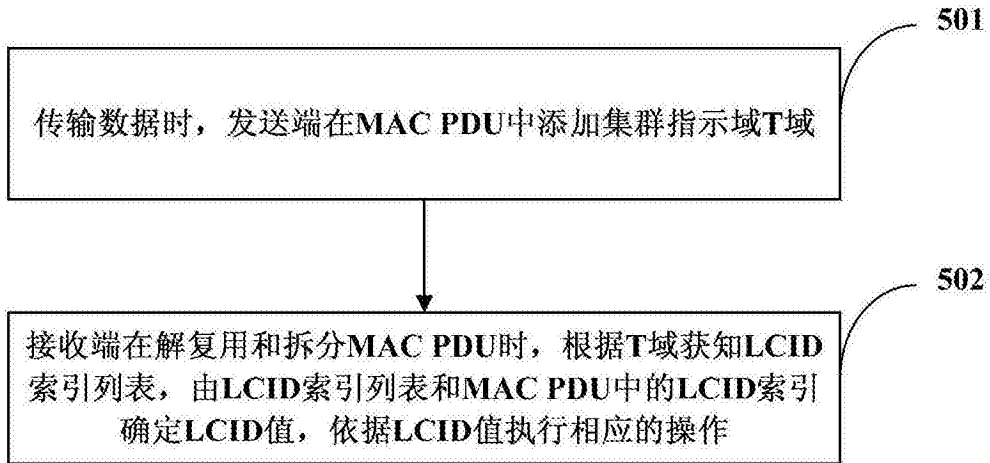 501
传输数据时，发送端在MAC PDU中添加集群指示域T域
502
接收端在解复用和拆分MAC PDU时，根据T域获知LCID
索引列表，由LCID索引列表和MAC PDU中的LCID索引
确定LCID值，依据LCID值执行相应的操作